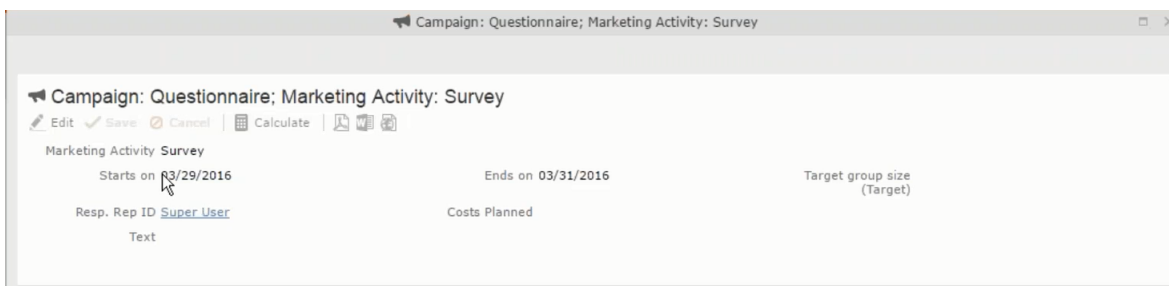 Campaign: Questionnaire; Marketing Activity: Survey
Campaign: Questionnaire; Marketing Activity: Survey
Edit Save Cancel Calculate
Marketing Activity Survey
Starts on 03/29/2016 Ends on 03/31/2016 Target group size
(Target)
Resp. Rep ID Super User Costs Planned
Text